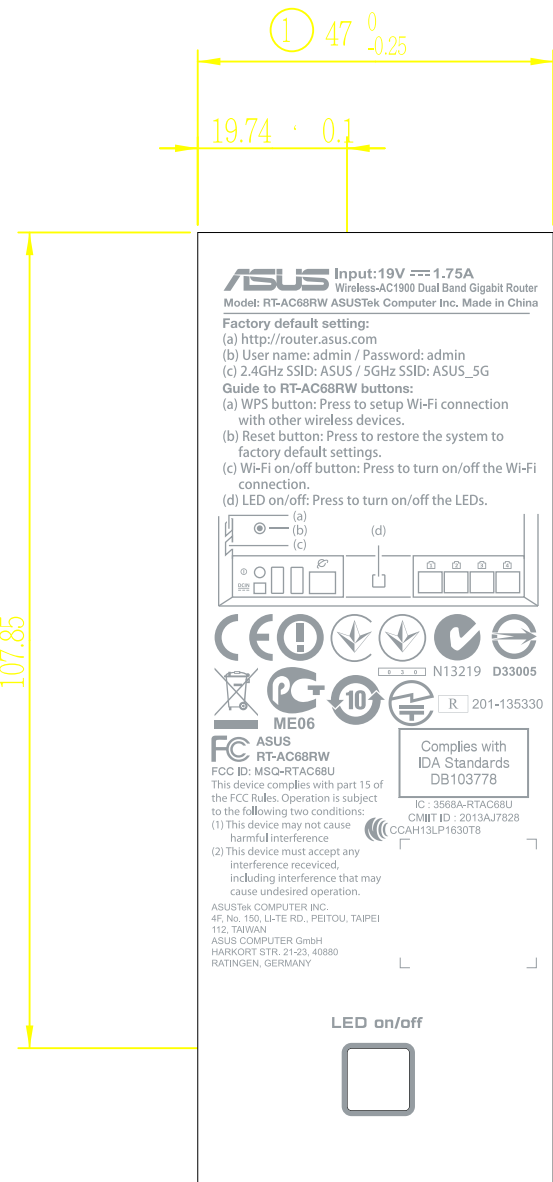 1 47 0 -0.25
19.74 · 0.1
107.85
ASUS Input:19V 1.75A
Wireless-AC1900 Dual Band Gigabit Router
Model: RT-AC68RW ASUSTek Computer Inc. Made in China
Factory default setting:
(a) http://router.asus.com
(b) User name: admin / Password: admin
(c) 2.4GHz SSID: ASUS / 5GHz SSID: ASUS_5G
Guide to RT-AC68RW buttons:
(a) WPS button: Press to setup Wi-Fi connection
with other wireless devices.
(b) Reset button: Press to restore the system to
factory default settings.
(c) Wi-Fi on/off button: Press to turn on/off the Wi-Fi
connection.
(d) LED on/off: Press to turn on/off the LEDs.
(a)
(b) (d)
(c)
1 2 3 4
DCIN
CE
030 N13219 D33005
PCT 10 R 201-135330
ME06
FC ASUS
RT-AC68RW
FCC ID: MSQ-RTAC68U
This device complies with part 15 of
the FCC Rules. Operation is subject
to the following two conditions:
(1) This device may not cause
harmful interference
(2) This device must accept any
interference receviced,
including interference that may
cause undesired operation.
Complies with
IDA Standards
DB103778
IC : 3568A-RTAC68U
CMIIT ID : 2013AJ7828
CCAH13LP1630T8
ASUSTek COMPUTER INC.
4F, No. 150, LI-TE RD., PEITOU, TAIPEI
112, TAIWAN
ASUS COMPUTER GmbH
HARKORT STR. 21-23, 40880
RATINGEN, GERMANY
LED on/off